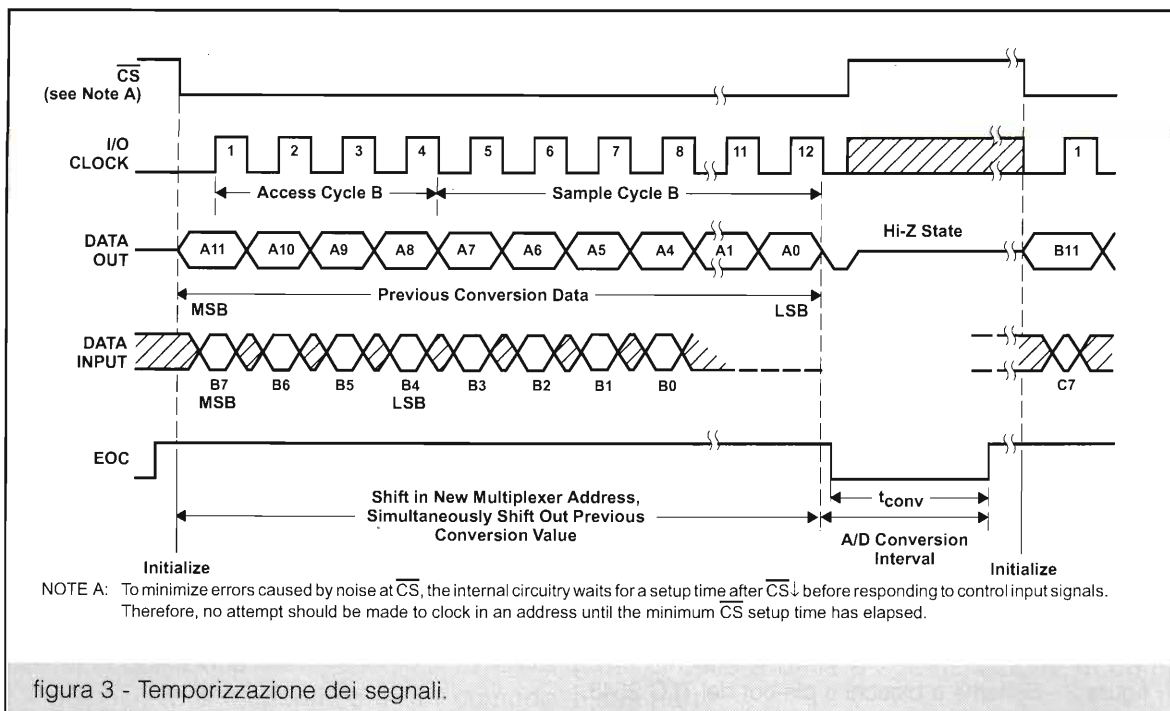 CS
(see Note A)
I/O
CLOCK
1 2 3 4 5 6 7 8 11 12 1
Access Cycle B Sample Cycle B
DATA
OUT
A11 A10 A9 A8 A7 A6 A5 A4 A1 A0 Hi-Z State B11
Previous Conversion Data
MSB LSB
DATA
INPUT
B7 B6 B5 B4 B3 B2 B1 B0 C7
MSB LSB
EOC
Shift in New Multiplexer Address,
Simultaneously Shift Out Previous
Conversion Value
tconv
A/D Conversion
Interval
Initialize Initialize
NOTE A: To minimize errors caused by noise at CS, the internal circuitry waits for a setup time after CS↓ before responding to control input signals.
Therefore, no attempt should be made to clock in an address until the minimum CS setup time has elapsed.
figura 3 - Temporizzazione dei segnali.